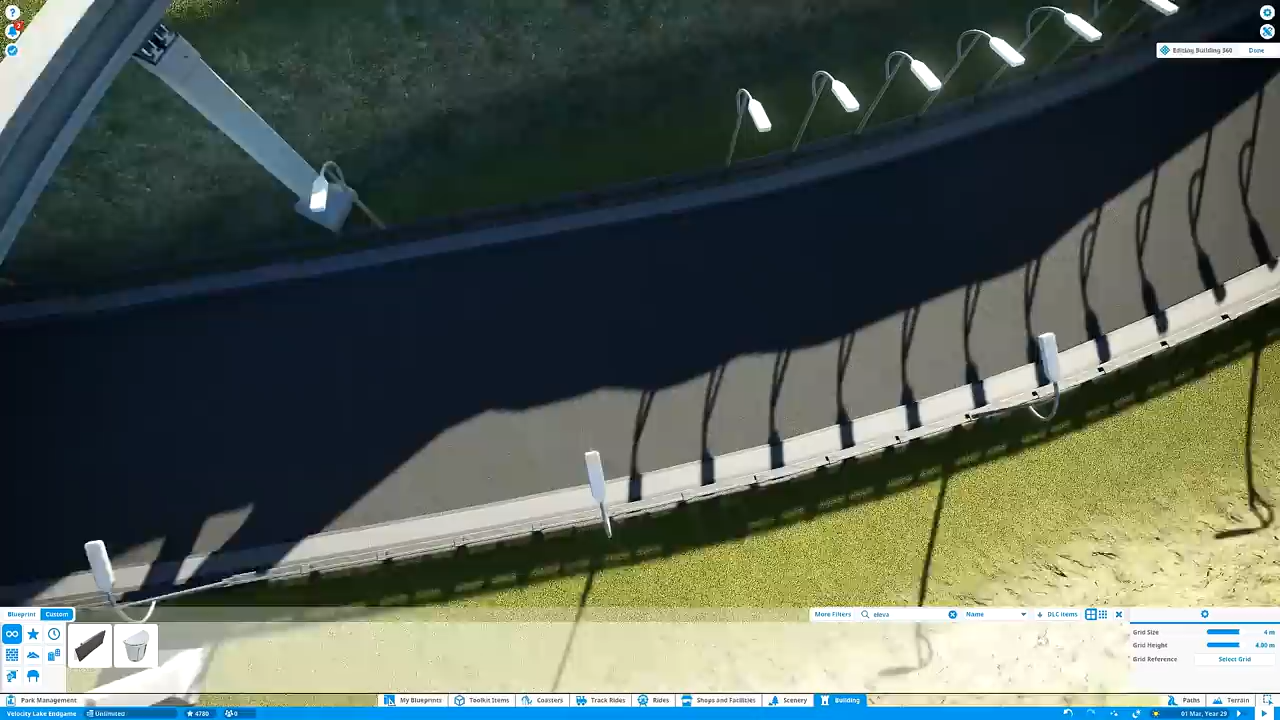 ?
Editing Building 360 Done
Blueprint Custom
More Filters eleva Name DLC Items
Grid Size 4 m
Grid Height 4.00 m
Grid Reference Select Grid
Park Management My Blueprints Toolkit Items Coasters Track Rides Rides Shops and Facilities Scenery Building Paths Terrain
Velocity Lake Endgame Unlimited 4780 0 01 Mar, Year 29